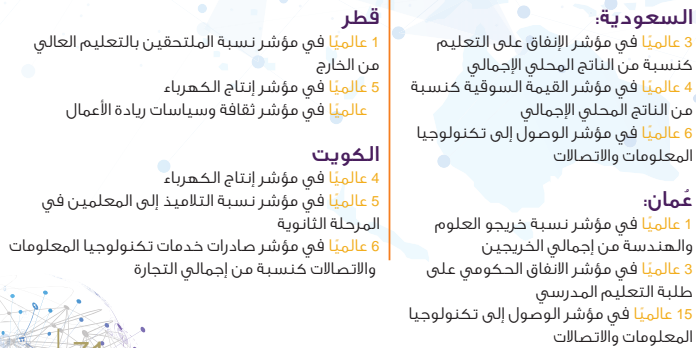 السعودية:
3 عالميًا في مؤشر الإنفاق على التعليم
كنسبة من الناتج المحلي الإجمالي
4 عالميًا في مؤشر القيمة السوقية كنسبة
من الناتج المحلي الإجمالي
6 عالميًا في مؤشر الوصول إلى تكنولوجيا
المعلومات والاتصالات
عُمان:
1 عالميًا في مؤشر نسبة خريجو العلوم
والهندسة من إجمالي الخريجين
3 عالميًا في مؤشر الانفاق الحكومي على
طلبة التعليم المدرسي
15 عالميًا في مؤشر الوصول إلى تكنولوجيا
المعلومات والاتصالات
قطر
1 عالميًا في مؤشر نسبة الملتحقين بالتعليم العالي
من الخارج
5 عالميًا في مؤشر إنتاج الكهرباء
عالميًا في مؤشر ثقافة وسياسات ريادة الأعمال
الكويت
4 عالميًا في مؤشر إنتاج الكهرباء
5 عالميًا في مؤشر نسبة التلاميذ إلى المعلمين في
المرحلة الثانوية
6 عالميًا في مؤشر صادرات خدمات تكنولوجيا المعلومات
والاتصالات كنسبة من إجمالي التجارة